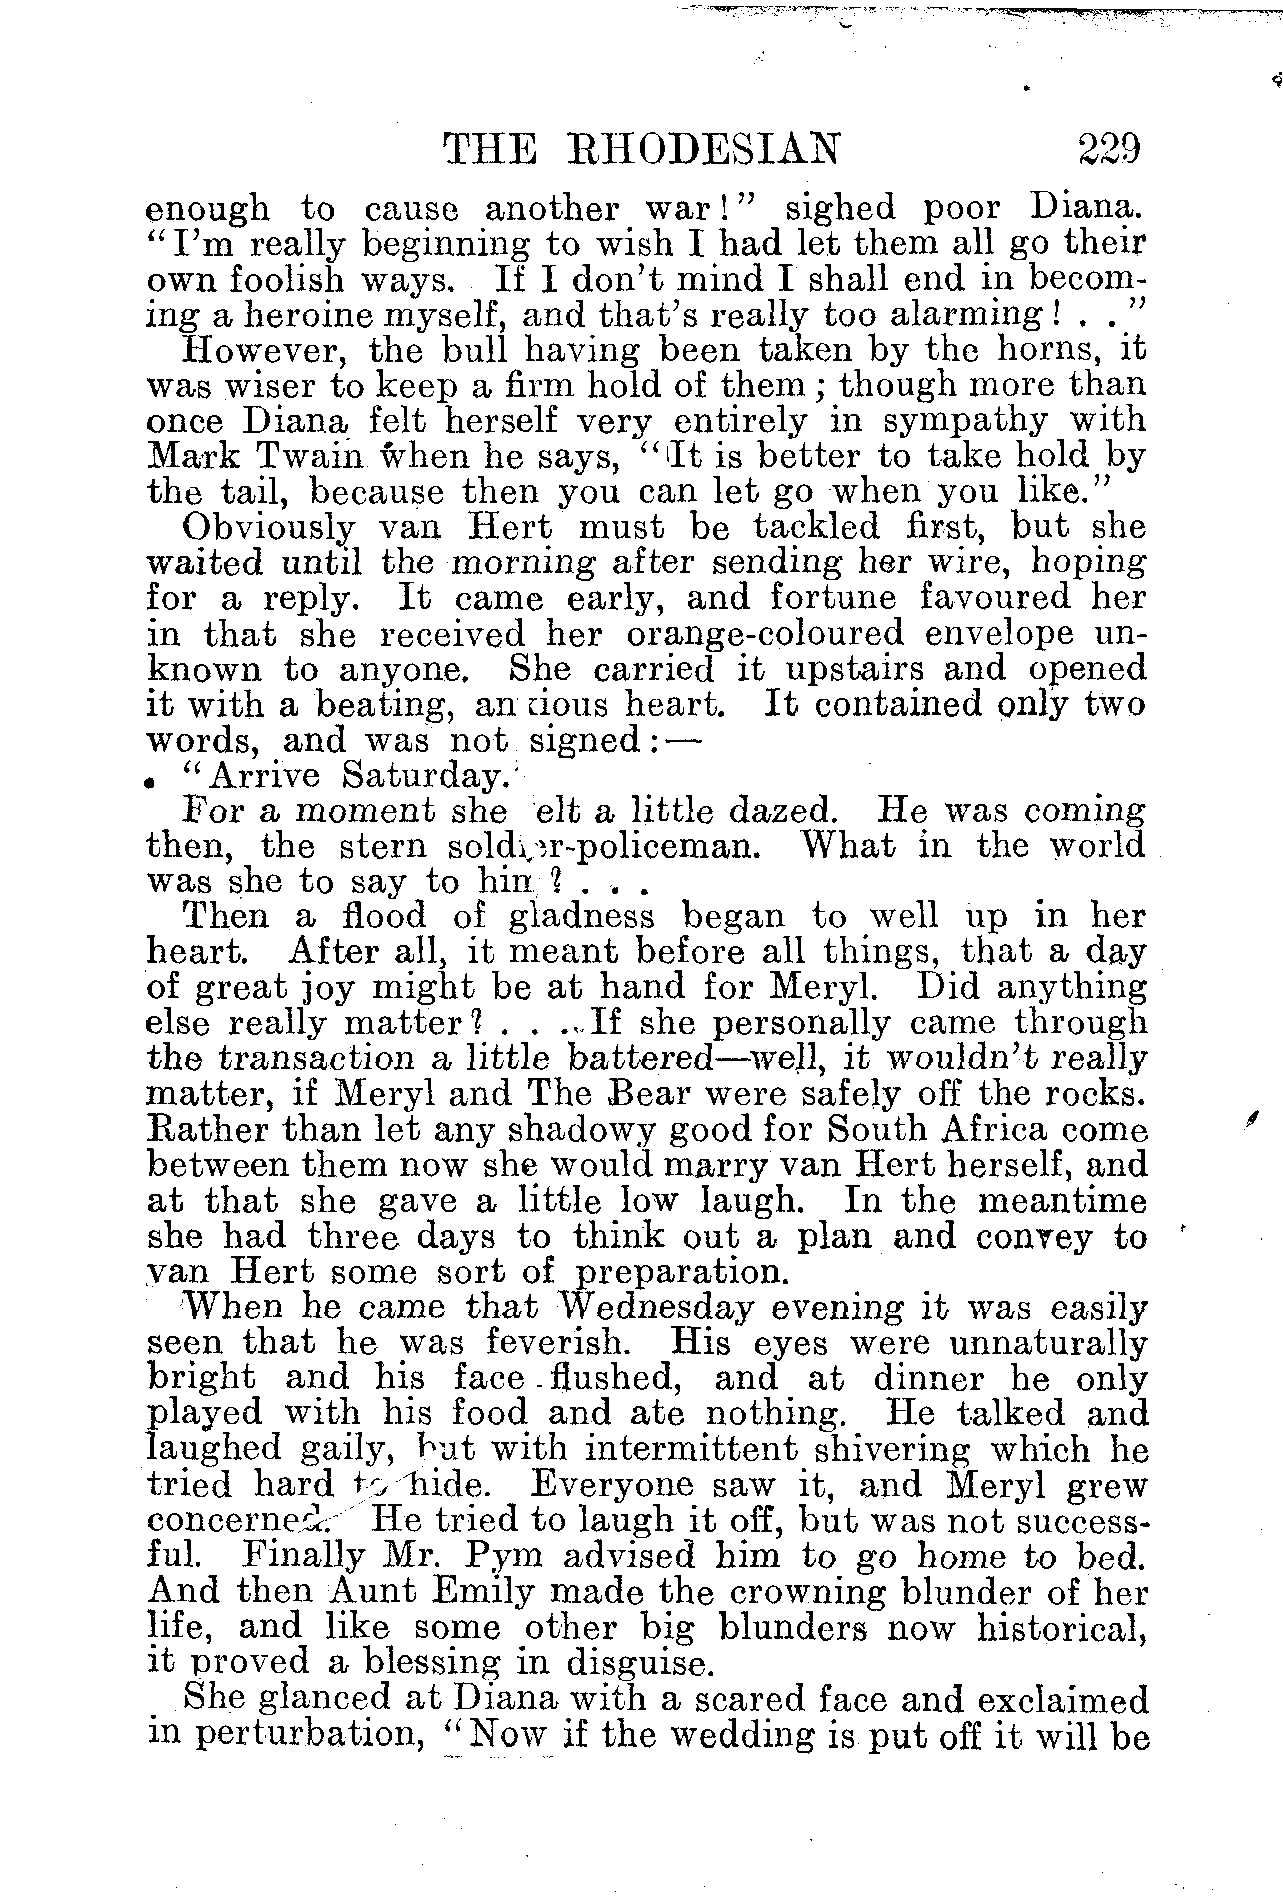 THE RHODESIAN 229
enough to cause another war!" sighed poor Diana.
"I'm really beginning to wish I had let them all go their
own foolish ways. If I don't mind I shall end in becom-
ing a heroine myself, and that's really too alarming! . ."
However, the bull having been taken by the horns, it
was wiser to keep a firm hold of them; though more than
once Diana felt herself very entirely in sympathy with
Mark Twain when he says, "It is better to take hold by
the tail, because then you can let go when you like."
Obviously van Hert must be tackled first, but she
waited until the morning after sending her wire, hoping
for a reply. It came early, and fortune favoured her
in that she received her orange-coloured envelope un-
known to anyone. She carried it upstairs and opened
it with a beating, anxious heart. It contained only two
words, and was not signed:—
"Arrive Saturday."
For a moment she felt a little dazed. He was coming
then, the stern soldier-policeman. What in the world
was she to say to him? . . .
Then a flood of gladness began to well up in her
heart. After all, it meant before all things, that a day
of great joy might be at hand for Meryl. Did anything
else really matter? . . . If she personally came through
the transaction a little battered—well, it wouldn't really
matter, if Meryl and The Bear were safely off the rocks.
Rather than let any shadowy good for South Africa come
between them now she would marry van Hert herself, and
at that she gave a little low laugh. In the meantime
she had three days to think out a plan and convey to
van Hert some sort of preparation.
When he came that Wednesday evening it was easily
seen that he was feverish. His eyes were unnaturally
bright and his face flushed, and at dinner he only
played with his food and ate nothing. He talked and
laughed gaily, but with intermittent shivering which he
tried hard to hide. Everyone saw it, and Meryl grew
concerned. He tried to laugh it off, but was not success-
ful. Finally Mr. Pym advised him to go home to bed.
And then Aunt Emily made the crowning blunder of her
life, and like some other big blunders now historical,
it proved a blessing in disguise.
She glanced at Diana with a scared face and exclaimed
in perturbation, "Now if the wedding is put off it will be